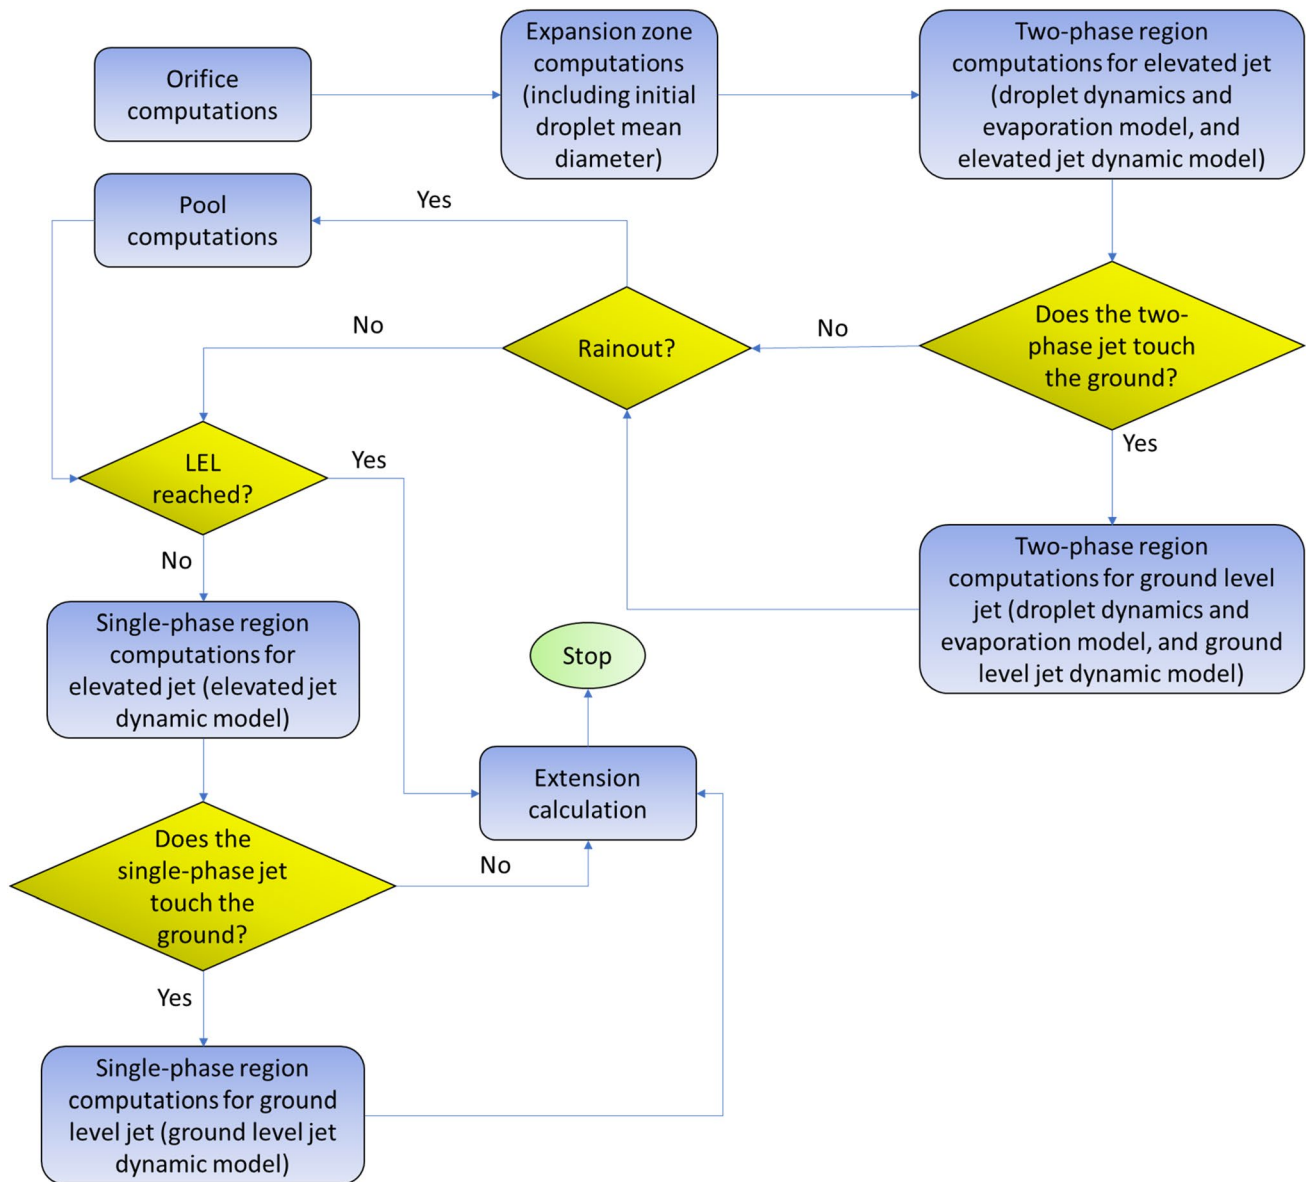 Orifice
computations
Expansion zone
computations
(including initial
droplet mean
diameter)
Two-phase region
computations for elevated jet
(droplet dynamics and
evaporation model, and
elevated jet dynamic model)
Pool
computations
Yes
No
Rainout?
No
Does the two-
phase jet touch
the ground?
Yes
LEL
reached?
Yes
No
Two-phase region
computations for ground level
jet (droplet dynamics and
evaporation model, and ground
level jet dynamic model)
Single-phase region
computations for
elevated jet (elevated jet
dynamic model)
Stop
Extension
calculation
Does the
single-phase jet
touch the
ground?
No
Yes
Single-phase region
computations for ground
level jet (ground level jet
dynamic model)